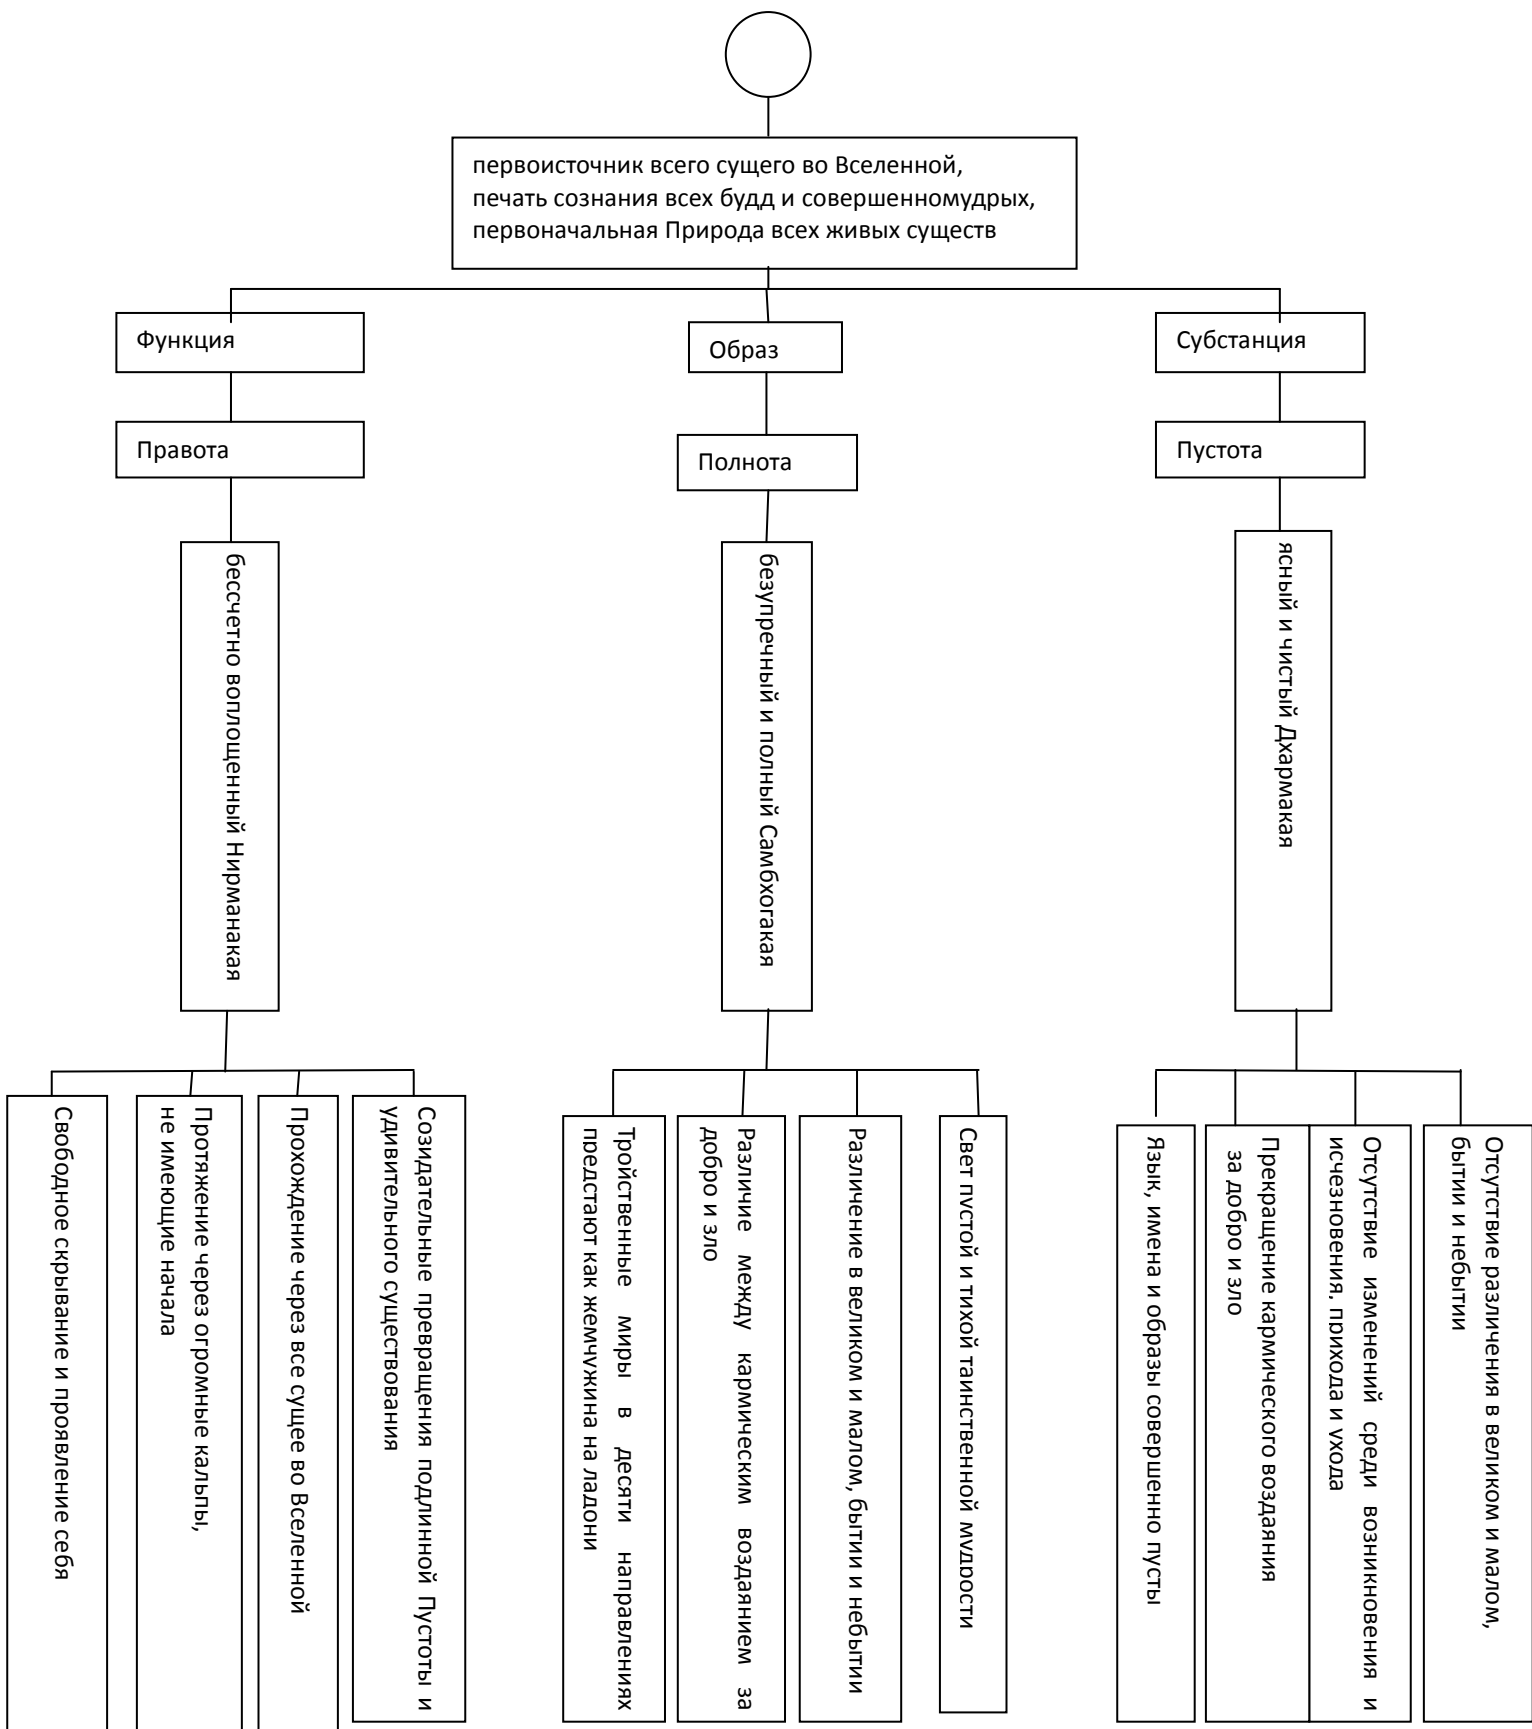 первоисточник всего сущего во Вселенной,
печать сознания всех будд и совершенномудрых,
первоначальная Природа всех живых существ
Функция
Образ
Субстанция
Правота
Полнота
Пустота
бессчетно воплощенный Нирманакая
безупречный и полный Самбхогакая
ясный и чистый Дхармакая
Свободное скрывание и проявление себя
Протяжение через огромные кальпы,
не имеющие начала
Прохождение через все сущее во Вселенной
Созидательные превращения подлинной Пустоты и
удивительного существования
Тройственные миры в десяти направлениях
предстают как жемчужина на ладони
Различие между кармическим воздаянием за
добро и зло
Различение в великом и малом, бытии и небытии
Свет пустой и тихой таинственной мудрости
Язык, имена и образы совершенно пусты
Прекращение кармического воздаяния
за добро и зло
Отсутствие изменений среди возникновения и
исчезновения, прихода и ухода
Отсутствие различения в великом и малом,
бытии и небытии